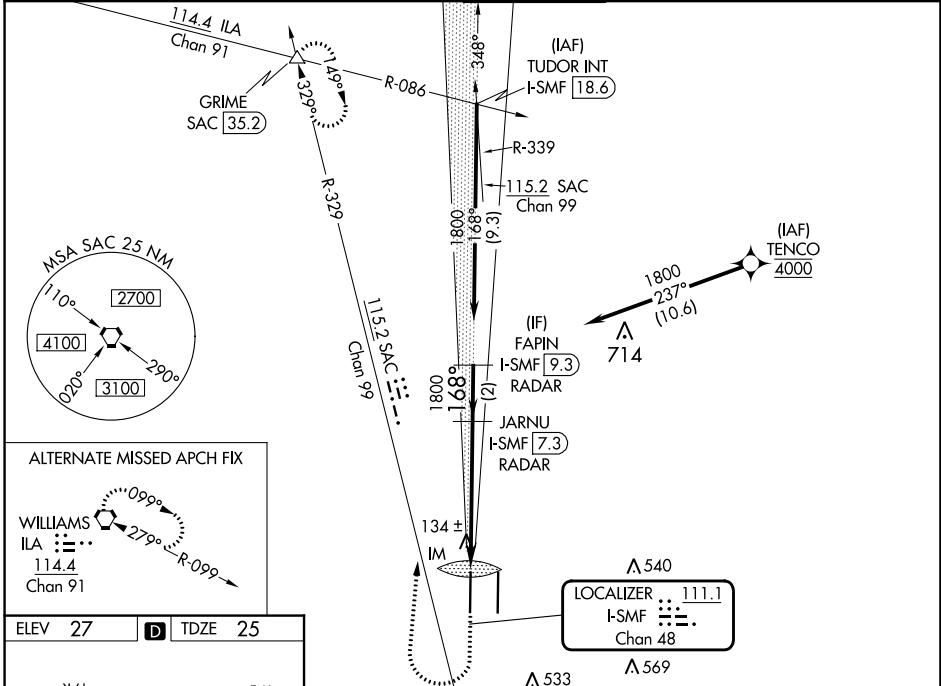 114.4 ILA
Chan 91
GRIME
SAC 35.2
149°
329°
R-086
348°
(IAF)
TUDOR INT
I-SMF 18.6
R-339
115.2 SAC
Chan 99
1800
168°
(9.3)
R-329
115.2 SAC
Chan 99
(IAF)
TENCO
4000
1800
237°
(10.6)
714
MSA SAC 25 NM
110°
2700
4100
290°
020°
3100
(IF)
FAPIN
I-SMF 9.3
RADAR
1800
168°
(2)
JARNU
I-SMF 7.3
RADAR
134 ±
IM
ALTERNATE MISSED APCH FIX
099°
WILLIAMS
ILA
279°
R-099
114.4
Chan 91
540
LOCALIZER 111.1
I-SMF
Chan 48
569
533
ELEV 27 D TDZE 25